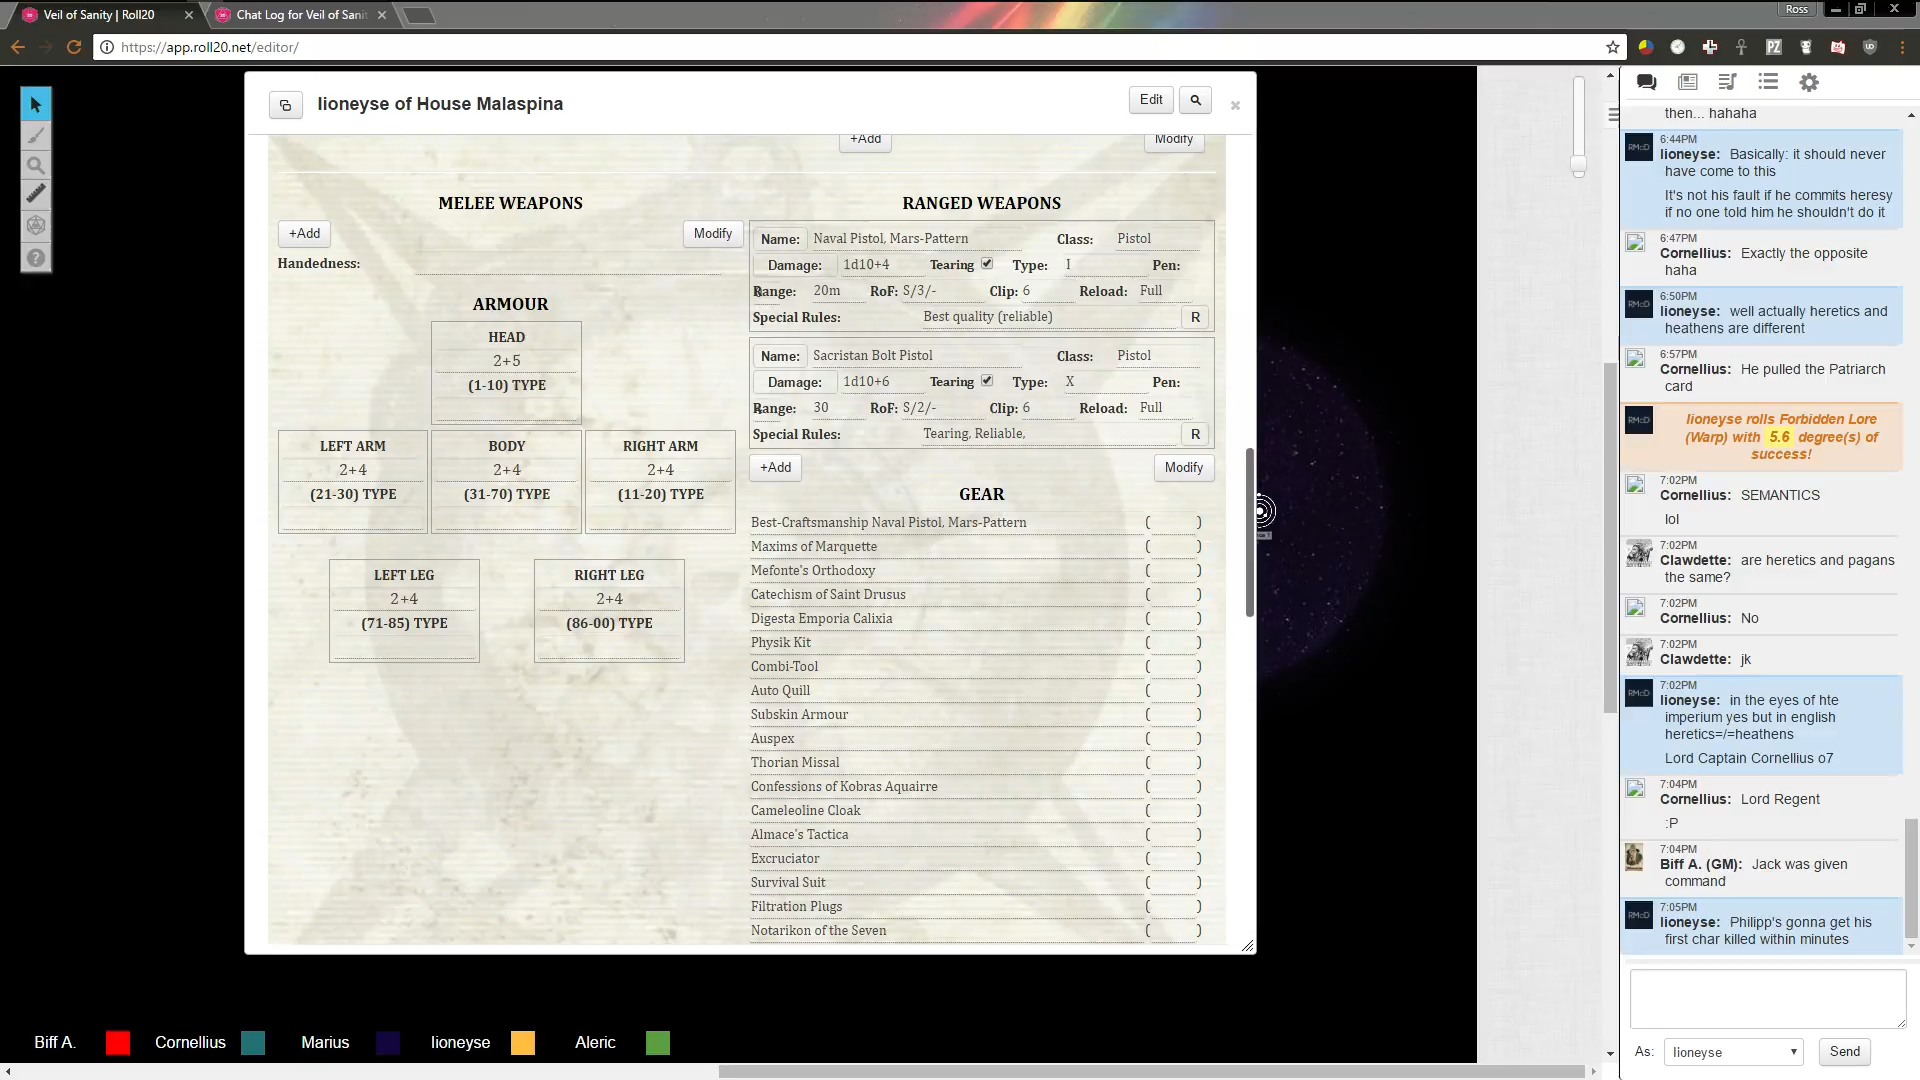 Veil of Sanity | Roll20
Chat Log for Veil of Sanit
Ross
https://app.roll20.net/editor/
PZ
Iioneyse of House Malaspina
Edit
+Add
Modify
MELEE WEAPONS
+Add
Modify
Handedness:
ARMOUR
HEAD
2+5
(1-10) TYPE
LEFT ARM
2+4
(21-30) TYPE
BODY
2+4
(31-70) TYPE
RIGHT ARM
2+4
(11-20) TYPE
LEFT LEG
2+4
(71-85) TYPE
RIGHT LEG
2+4
(86-00) TYPE
RANGED WEAPONS
Name: Naval Pistol, Mars-Pattern Class: Pistol
Damage: 1d10+4 Tearing Type: I Pen:
Range: 20m RoF: S/3/- Clip: 6 Reload: Full
Special Rules: Best quality (reliable) R
Name: Sacristan Bolt Pistol Class: Pistol
Damage: 1d10+6 Tearing Type: X Pen:
Range: 30 RoF: S/2/- Clip: 6 Reload: Full
Special Rules: Tearing, Reliable, R
+Add
Modify
GEAR
Best-Craftsmanship Naval Pistol, Mars-Pattern ( )
Maxims of Marquette ( )
Mefonte's Orthodoxy ( )
Catechism of Saint Drusus ( )
Digesta Emporia Calixia ( )
Physik Kit ( )
Combi-Tool ( )
Auto Quill ( )
Subskin Armour ( )
Auspex ( )
Thorian Missal ( )
Confessions of Kobras Aquairre ( )
Cameleoline Cloak ( )
Almace's Tactica ( )
Excruciator ( )
Survival Suit ( )
Filtration Plugs ( )
Notarikon of the Seven ( )
Biff A.
Cornellius
Marius
Iioneyse
Aleric
then... hahaha
RMcD
6:44PM
Iioneyse: Basically: it should never
have come to this
It's not his fault if he commits heresy
if no one told him he shouldn't do it
6:47PM
Cornellius: Exactly the opposite
haha
RMcD
6:50PM
Iioneyse: well actually heretics and
heathens are different
6:57PM
Cornellius: He pulled the Patriarch
card
RMcD
Iioneyse rolls Forbidden Lore
(Warp) with 5.6 degree(s) of
success!
7:02PM
Cornellius: SEMANTICS
lol
7:02PM
Clawdette: are heretics and pagans
the same?
7:02PM
Cornellius: No
7:02PM
Clawdette: jk
RMcD
7:02PM
Iioneyse: in the eyes of hte
imperium yes but in english
heretics=/=heathens
Lord Captain Cornellius o7
7:04PM
Cornellius: Lord Regent
:P
7:04PM
Biff A. (GM): Jack was given
command
RMcD
7:05PM
Iioneyse: Philipp's gonna get his
first char killed within minutes
As: Iioneyse
Send